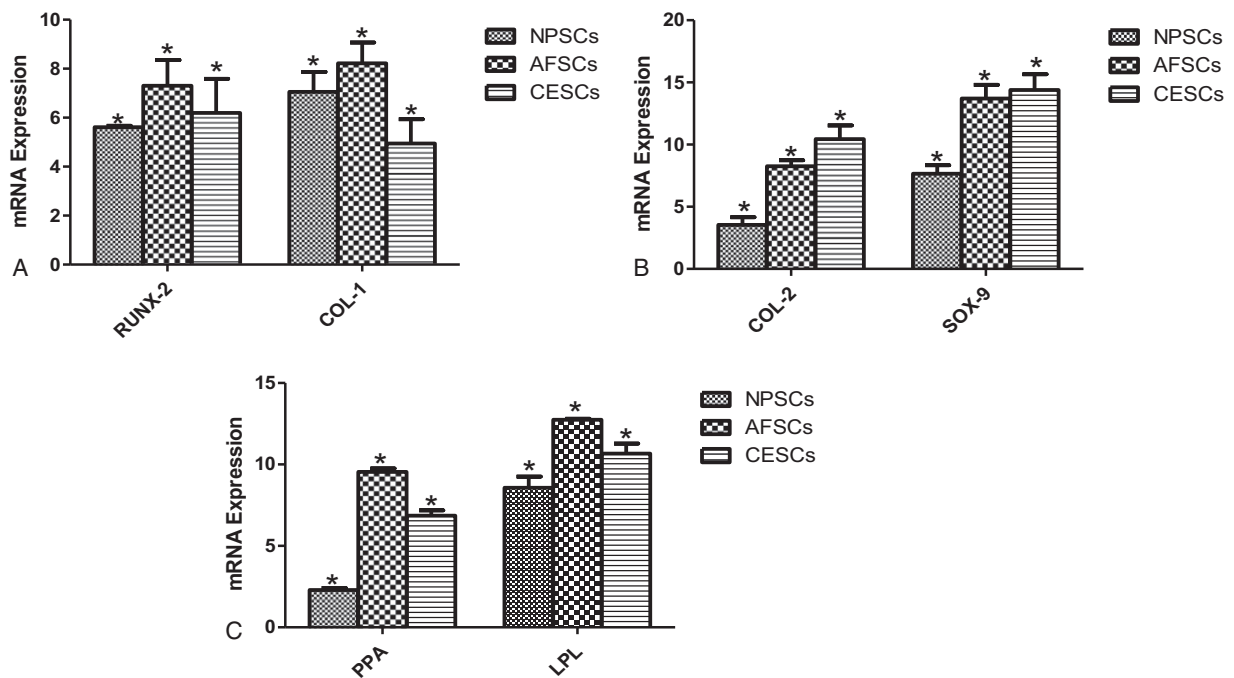 10
8
6
4
2
0
mRNA Expression
* * * * * *
RUNX-2 COL-1
NPSCs
AFSCs
CESCs
A
20
15
10
5
0
mRNA Expression
* * * * * *
COL-2 SOX-9
NPSCs
AFSCs
CESCs
B
15
10
5
0
mRNA Expression
* * * * * *
PPA LPL
NPSCs
AFSCs
CESCs
C